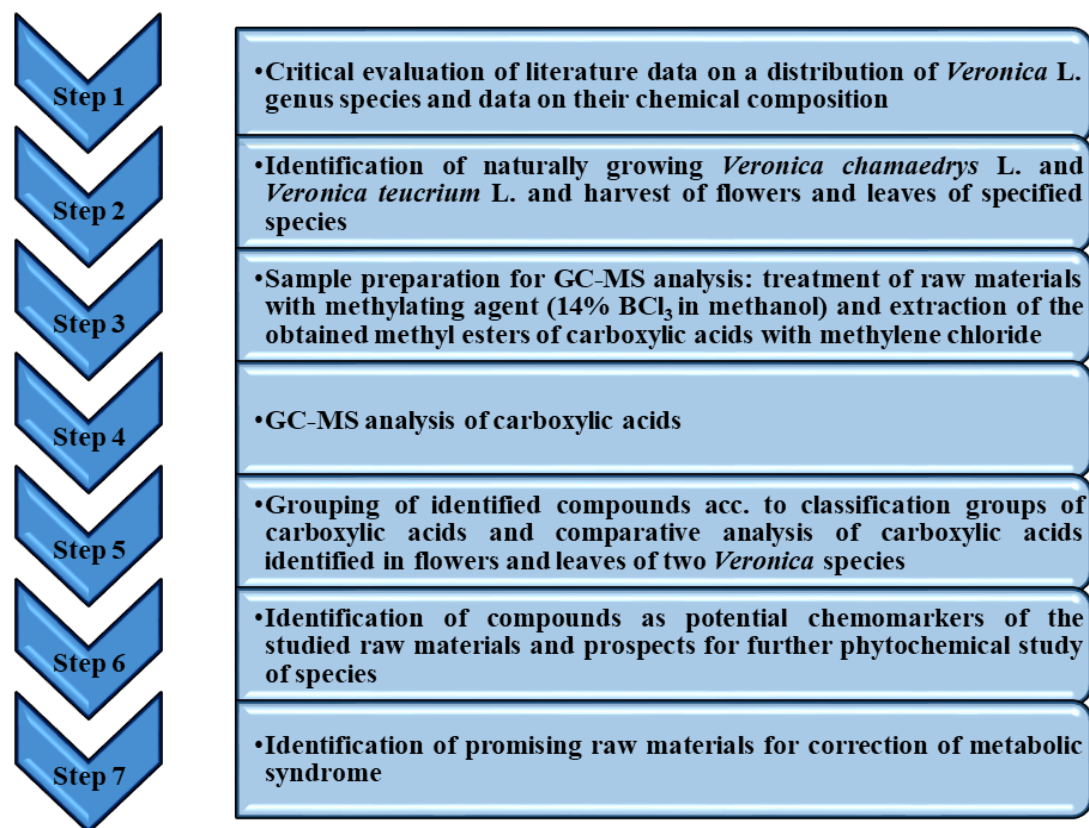 Step 1
•Critical evaluation of literature data on a distribution of Veronica L.
genus species and data on their chemical composition
Step 2
•Identification of naturally growing Veronica chamaedrys L. and
Veronica teucrium L. and harvest of flowers and leaves of specified
species
Step 3
•Sample preparation for GC-MS analysis: treatment of raw materials
with methylating agent (14% BCl₃ in methanol) and extraction of the
obtained methyl esters of carboxylic acids with methylene chloride
Step 4
•GC-MS analysis of carboxylic acids
Step 5
•Grouping of identified compounds acc. to classification groups of
carboxylic acids and comparative analysis of carboxylic acids
identified in flowers and leaves of two Veronica species
Step 6
•Identification of compounds as potential chemomarkers of the
studied raw materials and prospects for further phytochemical study
of species
Step 7
•Identification of promising raw materials for correction of metabolic
syndrome